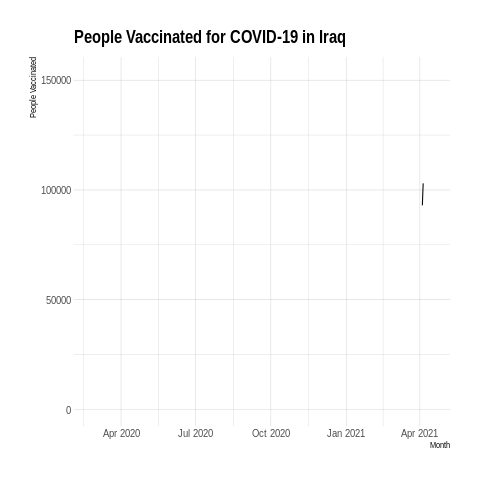 People Vaccinated for COVID-19 in Iraq
People Vaccinated
150000
100000
50000
0
Apr 2020 Jul 2020 Oct 2020 Jan 2021 Apr 2021
Month